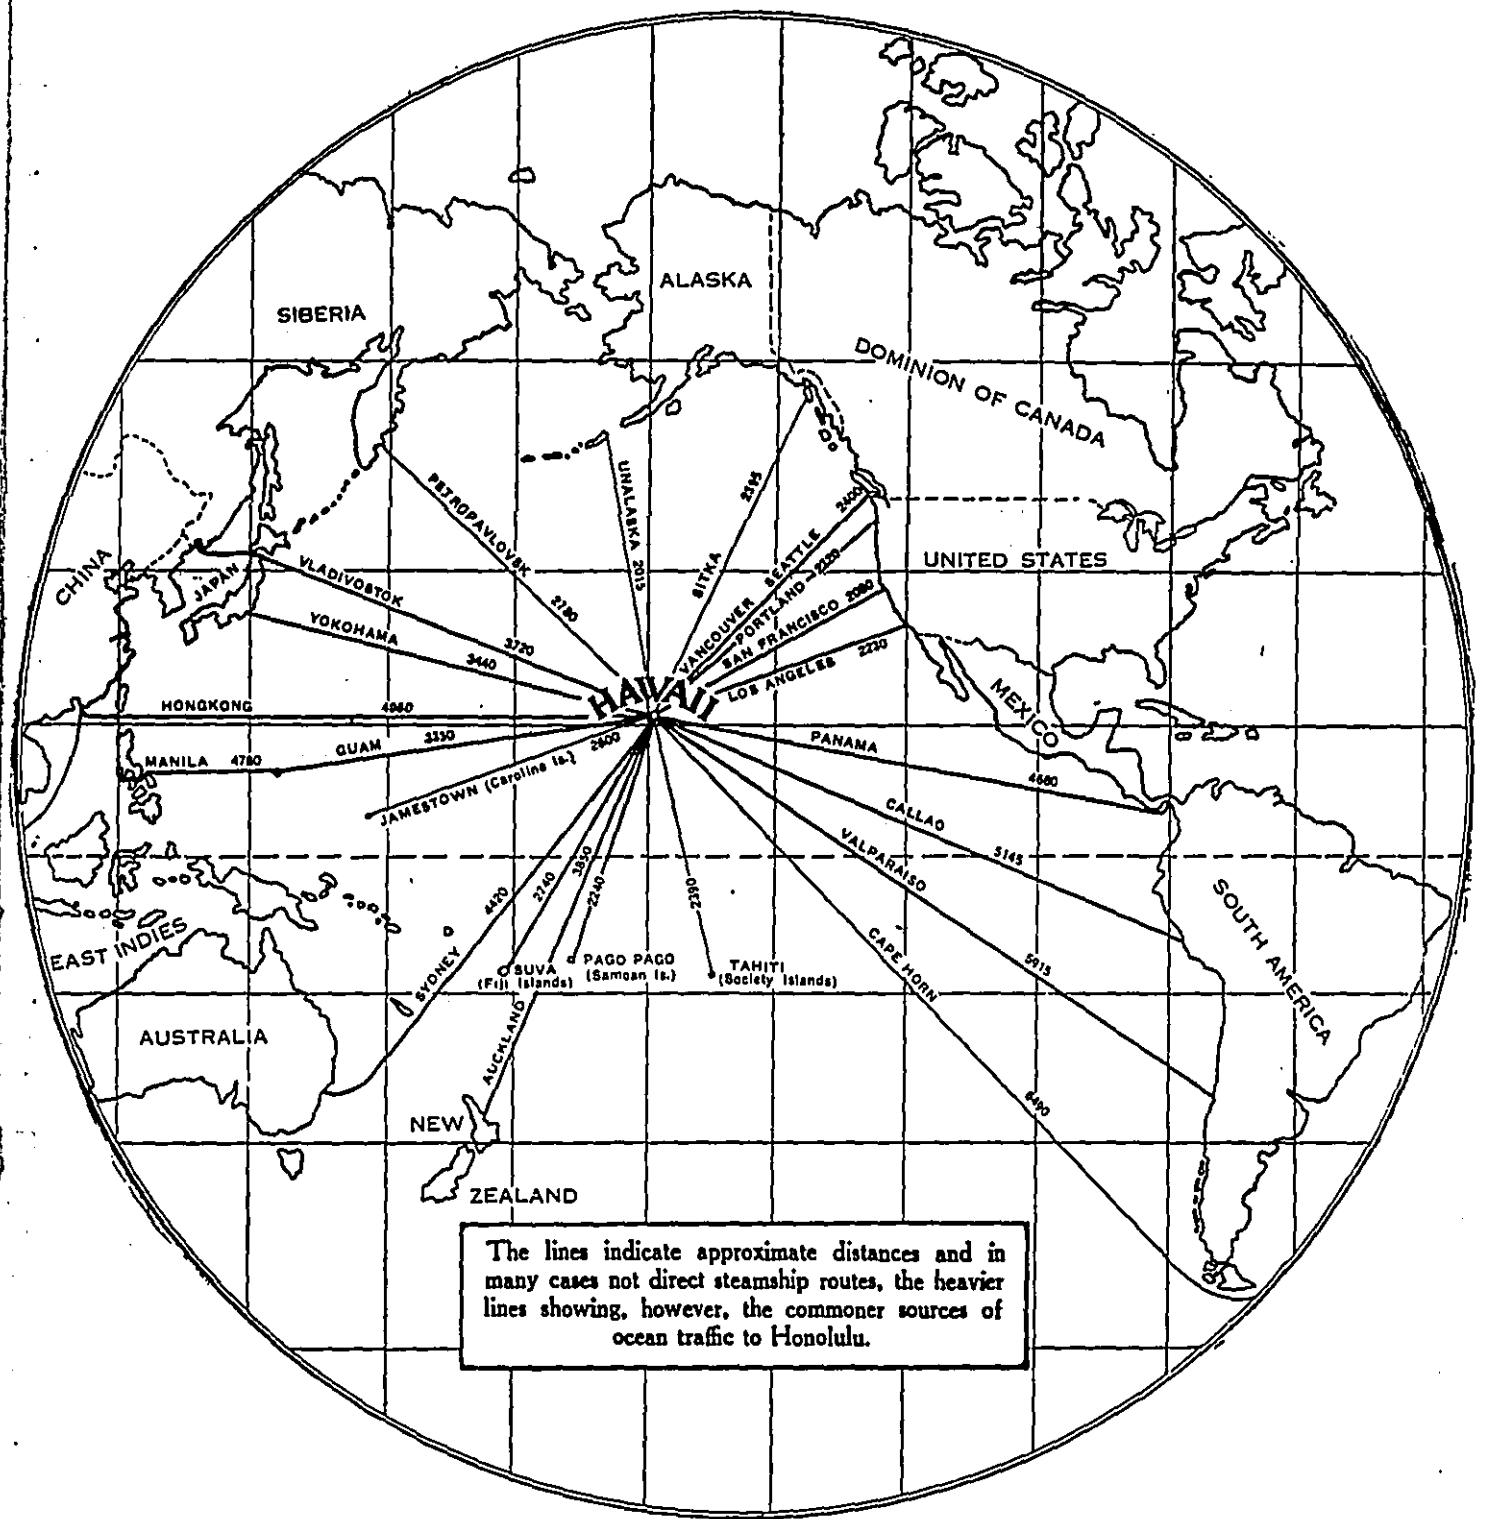 SIBERIA
ALASKA
DOMINION OF CANADA
UNITED STATES
MEXICO
SOUTH AMERICA
CHINA
JAPAN
EAST INDIES
AUSTRALIA
NEW
ZEALAND
HAWAII
PETROPAVLOVSK 2780
UNALASKA 2015
SITKA 2395
VANCOUVER SEATTLE 2400
PORTLAND 2320
SAN FRANCISCO 2080
LOS ANGELES 2230
VLADIVOSTOK 3720
YOKOHAMA 3440
HONGKONG
MANILA 4780
GUAM 3330
JAMESTOWN (Caroline Is.) 2600
SYDNEY 4420
2740
SUVA
(Fiji Islands)
AUCKLAND 3850
2240
PAGO PAGO
(Samoan Is.)
2390
TAHITI
(Society Islands)
PANAMA 4680
CALLAO 5145
VALPARAISO 5915
CAPE HORN 6490
The lines indicate approximate distances and in
many cases not direct steamship routes, the heavier
lines showing, however, the commoner sources of
ocean traffic to Honolulu.